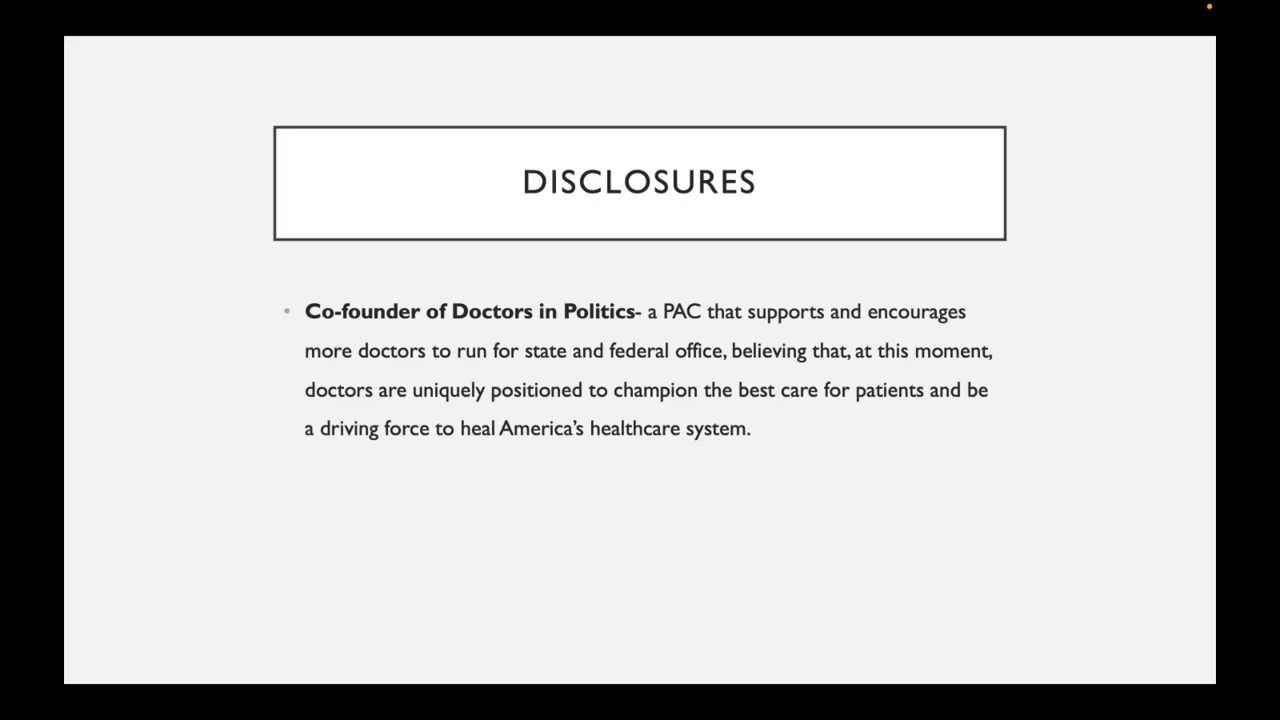 DISCLOSURES
• Co-founder of Doctors in Politics- a PAC that supports and encourages
more doctors to run for state and federal office, believing that, at this moment,
doctors are uniquely positioned to champion the best care for patients and be
a driving force to heal America’s healthcare system.